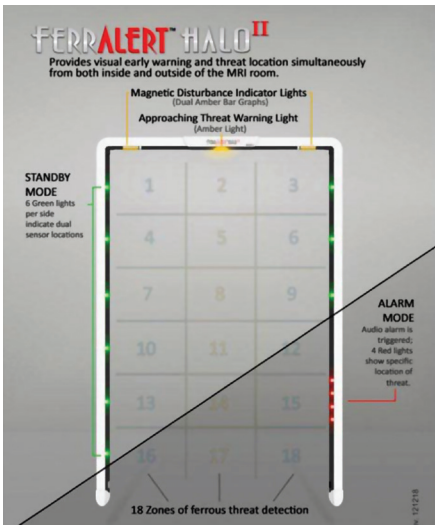 FERRALERT™ HALO II
Provides visual early warning and threat location simultaneously
from both inside and outside of the MRI room.
Magnetic Disturbance Indicator Lights
(Dual Amber Bar Graphs)
Approaching Threat Warning Light
(Amber Light)
STANDBY
MODE
6 Green lights
per side
indicate dual
sensor locations
1 2 3
4 5 6
7 8 9
10 11 12
13 14 15
16 17 18
ALARM
MODE
Audio alarm is
triggered;
4 Red lights
show specific
location of
threat.
18 Zones of ferrous threat detection
v. 121218